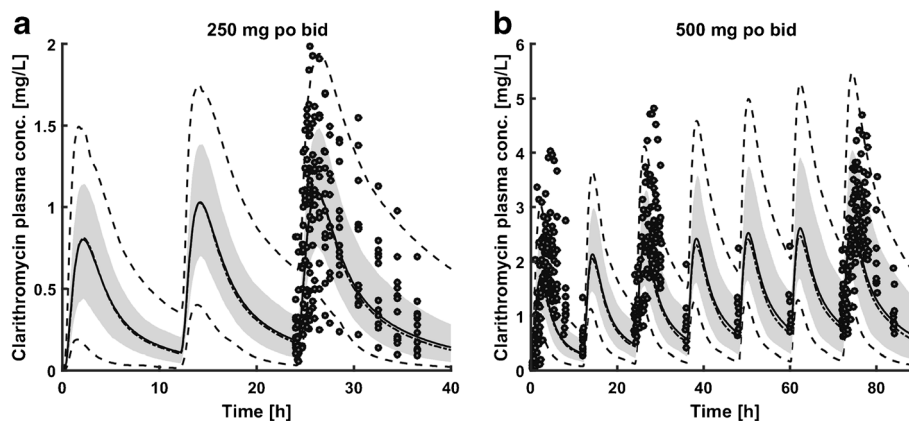 a
250 mg po bid
Clarithromycin plasma conc. [mg/L]
2
1.5
1
0.5
0
0 10 20 30 40
Time [h]
b
500 mg po bid
Clarithromycin plasma conc. [mg/L]
6
5
4
3
2
1
0
0 20 40 60 80
Time [h]